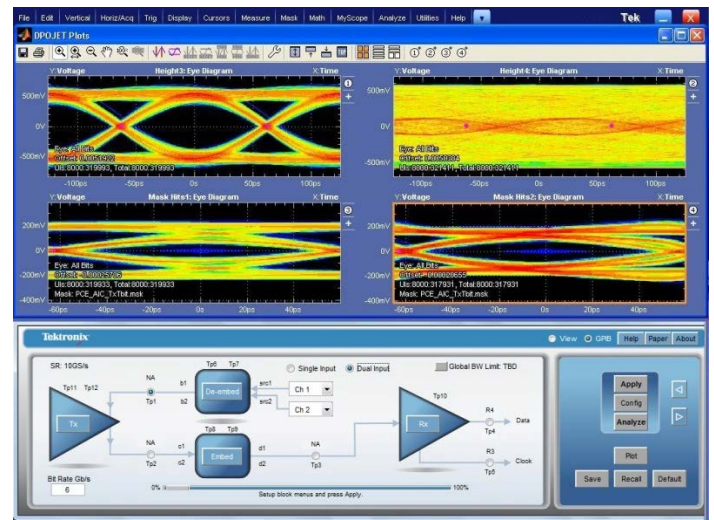 File Edit Vertical Horiz/Acq Trig Display Cursors Measure Mask Math MyScope Analyze Utilities Help Tek
DPOJET Plots
Y:Voltage Height3: Eye Diagram X:Time
500mV
0V
-500mV
Eye: All Bits
UIs:8000:319993, Total:8000:319993
-100ps -50ps 0s 50ps 100ps
Y:Voltage Height4: Eye Diagram X:Time
500mV
0V
-500mV
Eye: All Bits
UIs:8000:327411, Total:8000:327411
-100ps -50ps 0s 50ps 100ps
Y:Voltage Mask Hits1: Eye Diagram X:Time
200mV
0V
-200mV
-400mV
Eye: All Bits
UIs:8000:319933, Total:8000:319933
Mask: PCE_AIC_TxTbit.msk
-60ps -40ps -20ps 0s 20ps 40ps
Y:Voltage Mask Hits2: Eye Diagram X:Time
200mV
0V
-200mV
-400mV
Eye: All Bits
UIs:8000:317931, Total:8000:317931
Mask: PCE_AIC_TxTbit.msk
-60ps -40ps -20ps 0s 20ps 40ps
Tektronix View GPIB Help Paper About
SR: 10GS/s
Tp11 Tp12
Tx
NA
Tp1
b1
b2
Tp6 Tp7
De-embed
src1
src2
Single Input Dual Input
Ch 1
Ch 2
Global BW Limit: TBD
NA
Tp2
c1
c2
Tp8 Tp9
Embed
d1
d2
NA
Tp3
Tp10
Rx
R4
Tp4
Data
R3
Tp5
Clock
Bit Rate Gb/s
6
0% 100%
Setup block menus and press Apply.
Apply
Config
Analyze
Plot
Save Recall Default